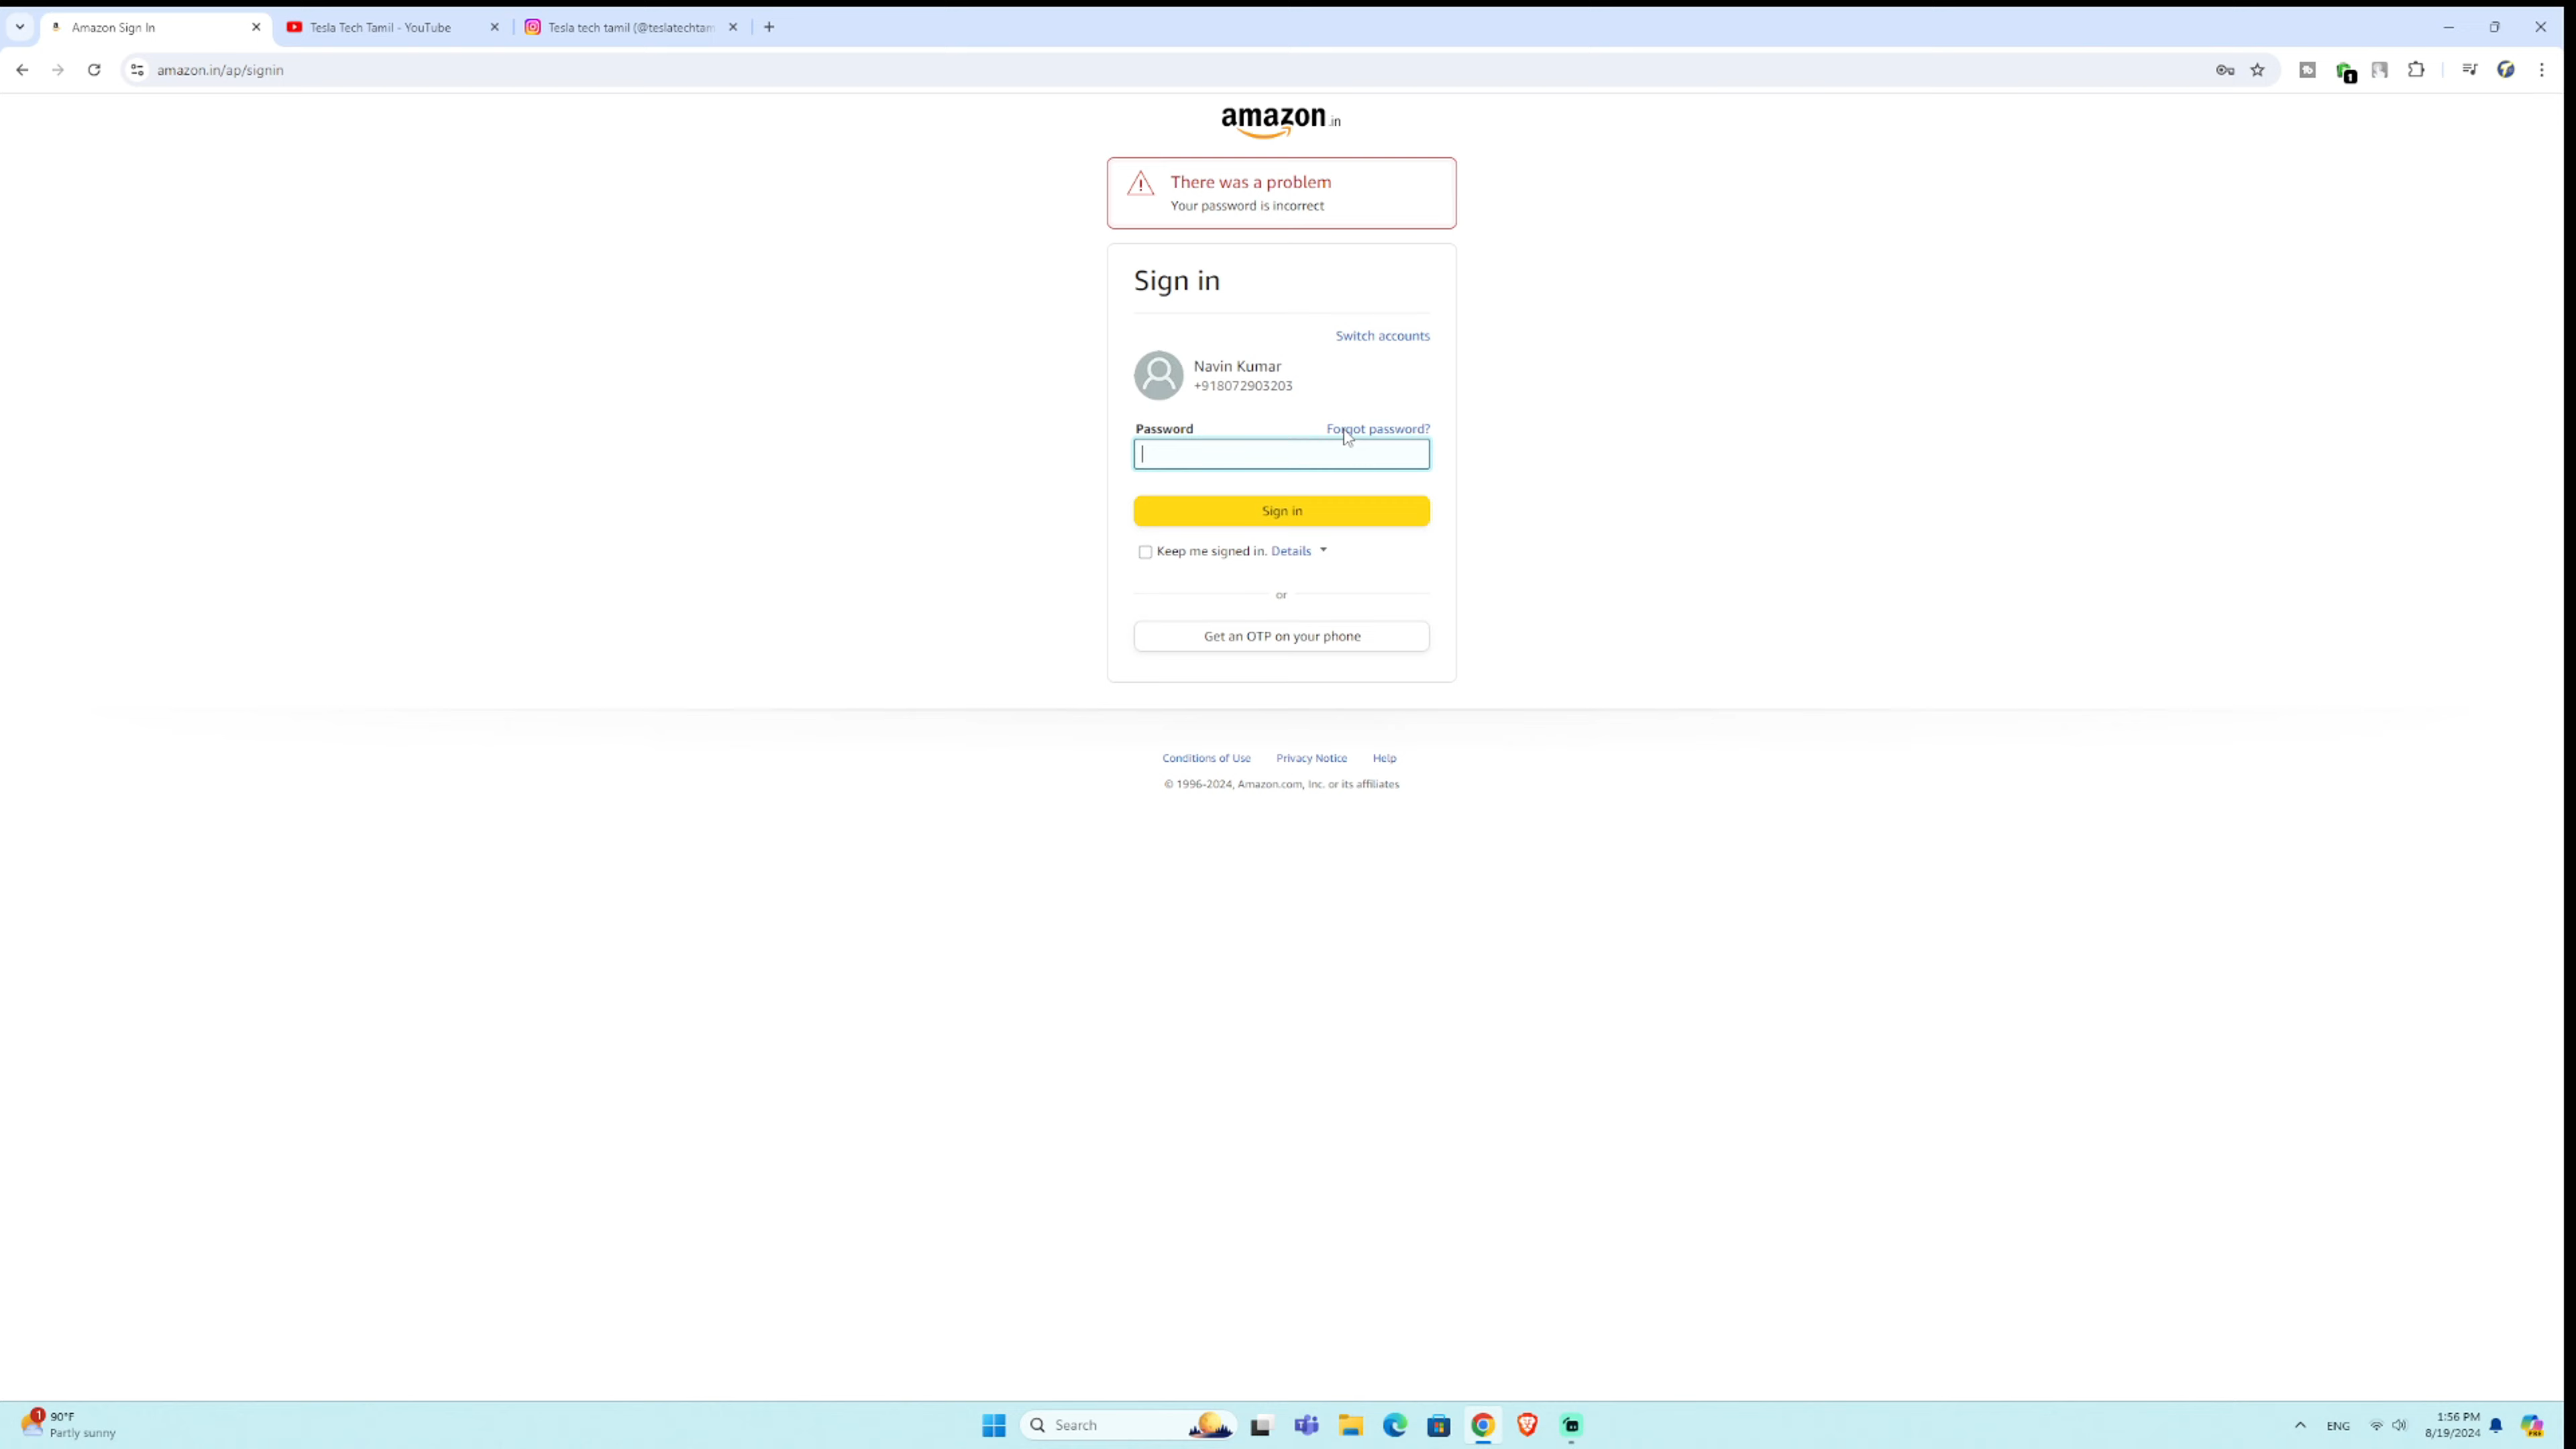 Amazon Sign In
Tesla Tech Tamil - YouTube
Tesla tech tamil (@teslatechtam
amazon.in/ap/signin
1
amazon.in
There was a problem
Your password is incorrect
Sign in
Switch accounts
Navin Kumar
+918072903203
Password Forgot password?
Sign in
Keep me signed in. Details
or
Get an OTP on your phone
Conditions of Use Privacy Notice Help
© 1996-2024, Amazon.com, Inc. or its affiliates
1
90°F
Partly sunny
Search
ENG
1:56 PM
8/19/2024